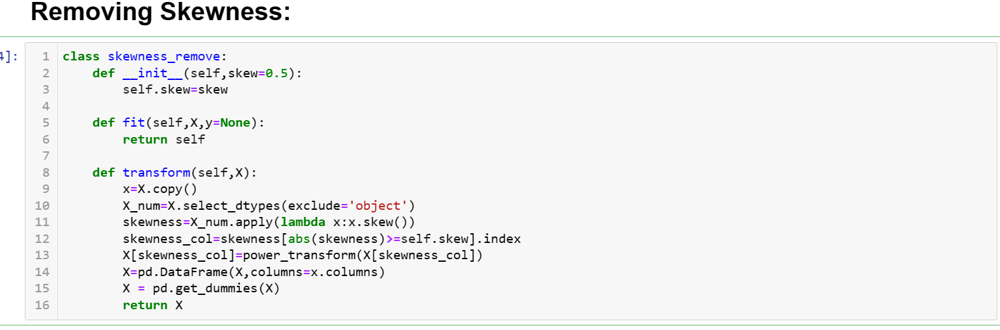 Removing Skewness:
4]:
1 class skewness_remove:
2     def __init__(self,skew=0.5):
3         self.skew=skew
4
5     def fit(self,X,y=None):
6         return self
7
8     def transform(self,X):
9         x=X.copy()
10         X_num=X.select_dtypes(exclude='object')
11         skewness=X_num.apply(lambda x:x.skew())
12         skewness_col=skewness[abs(skewness)>=self.skew].index
13         X[skewness_col]=power_transform(X[skewness_col])
14         X=pd.DataFrame(X,columns=x.columns)
15         X = pd.get_dummies(X)
16         return X